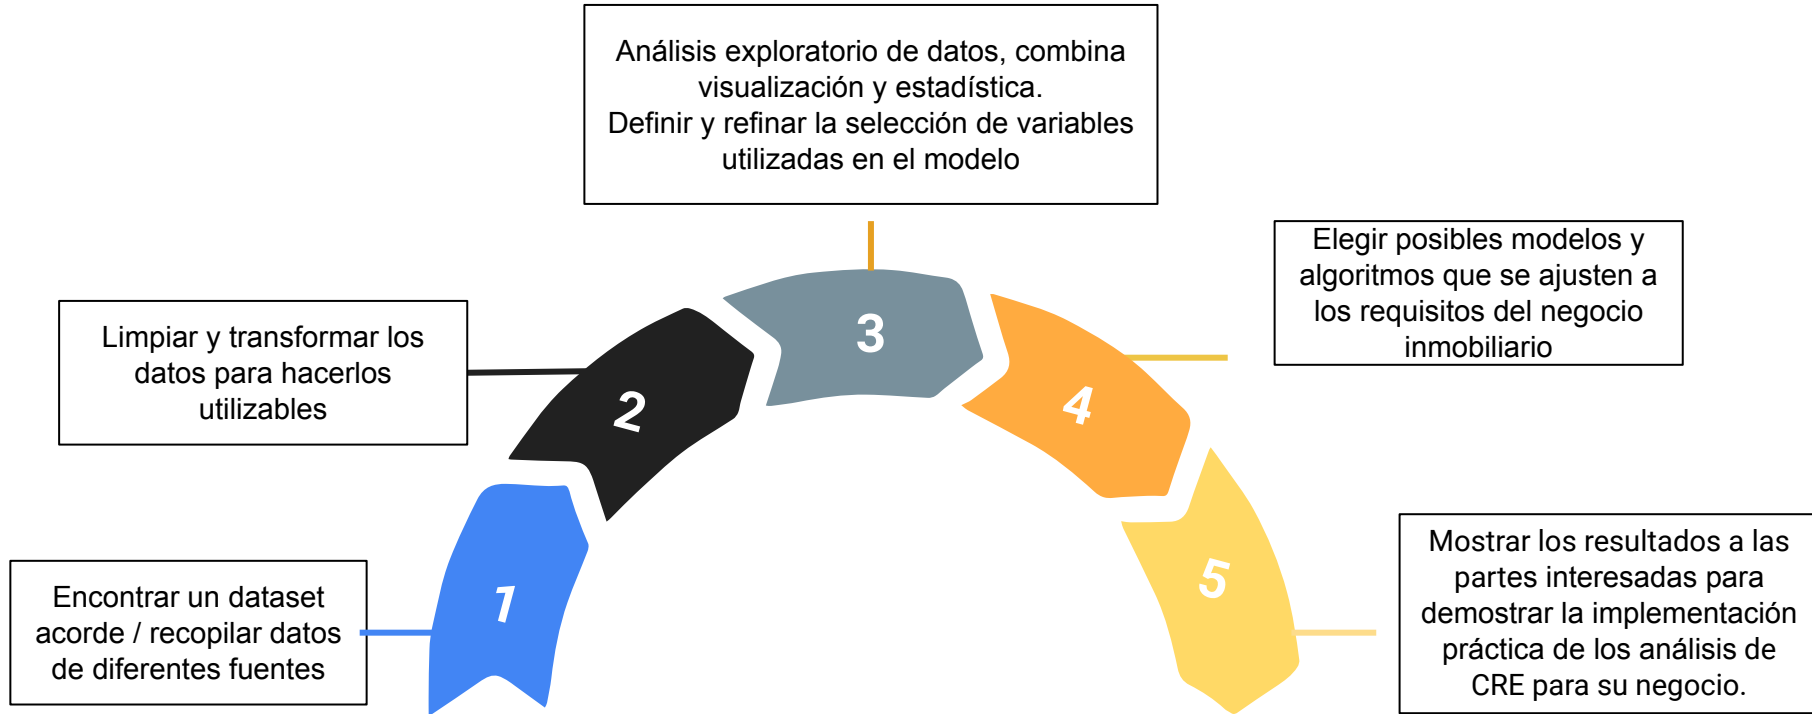 Análisis exploratorio de datos, combina
visualización y estadística.
Definir y refinar la selección de variables
utilizadas en el modelo
Elegir posibles modelos y
algoritmos que se ajusten a
los requisitos del negocio
inmobiliario
Limpiar y transformar los
datos para hacerlos
utilizables
3
2
4
Mostrar los resultados a las
partes interesadas para
demostrar la implementación
práctica de los análisis de
CRE para su negocio.
Encontrar un dataset
acorde / recopilar datos
de diferentes fuentes
1
5